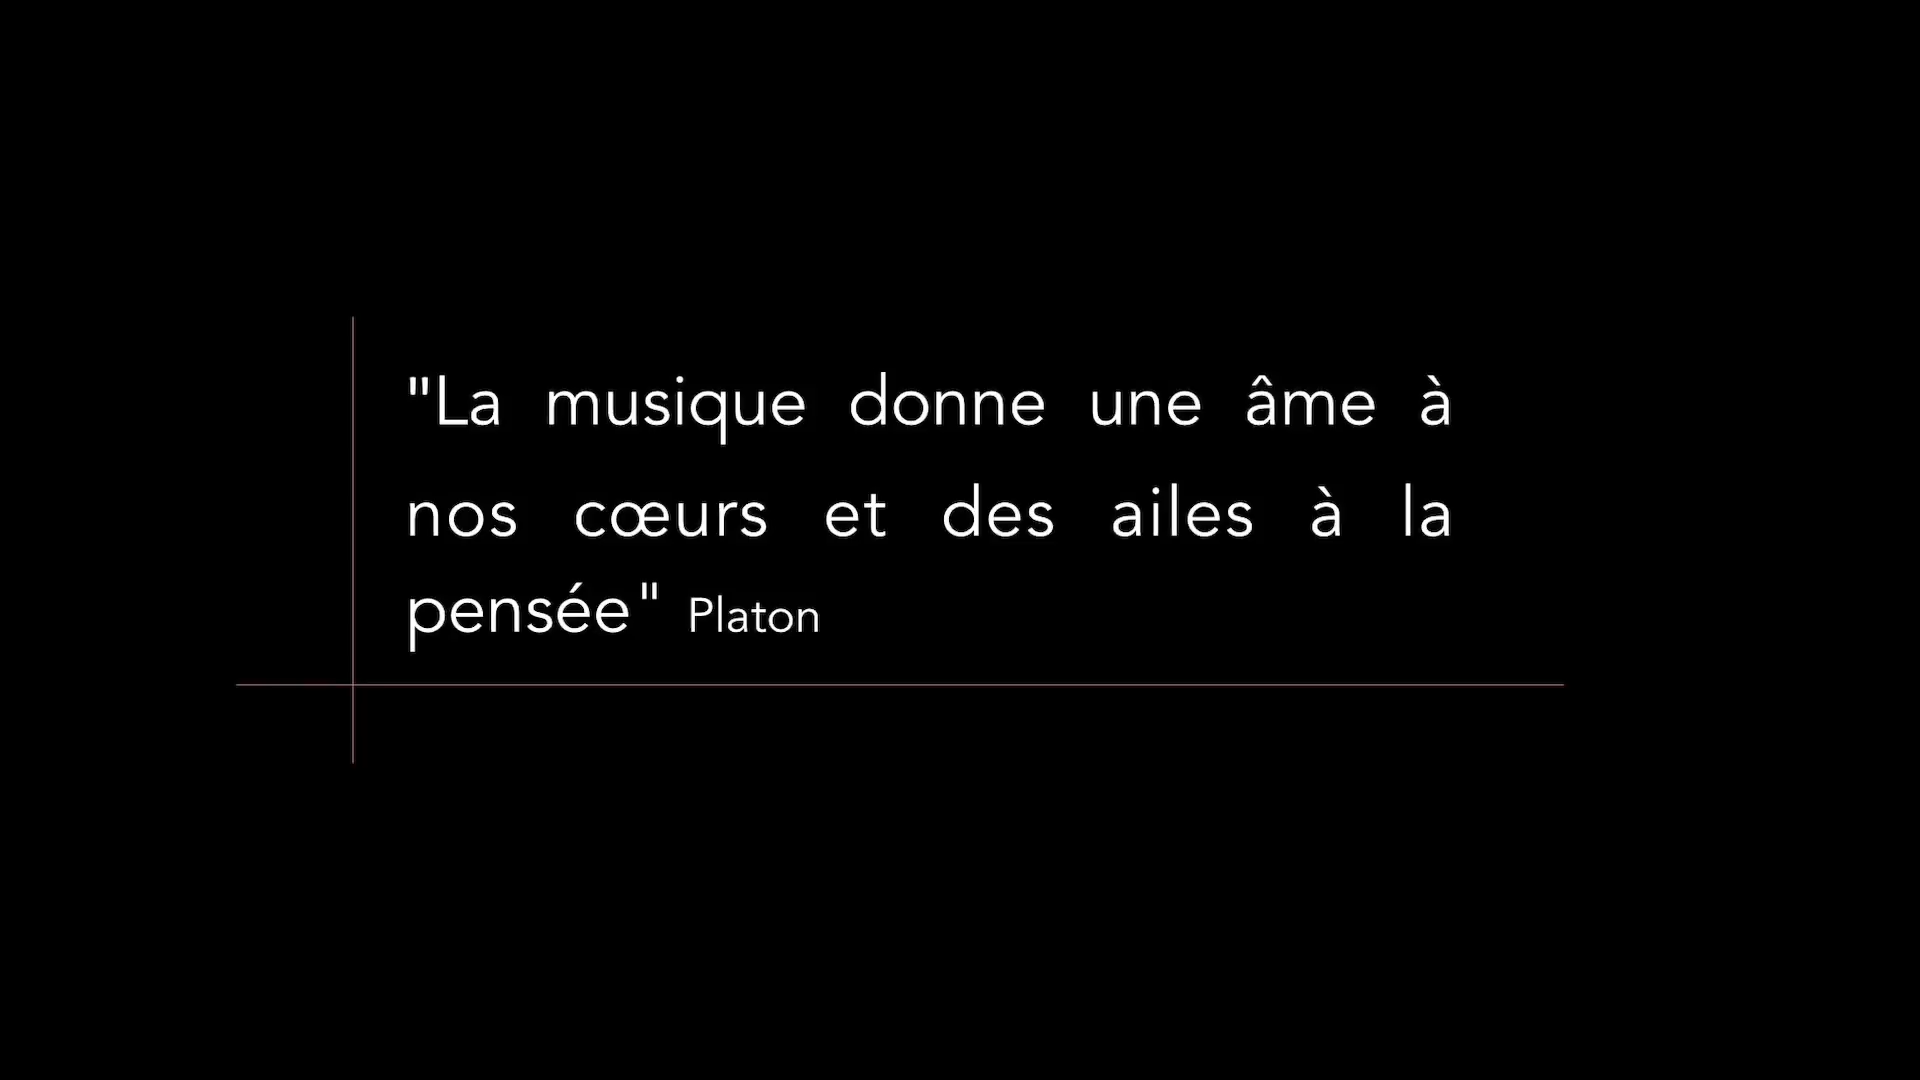 "La musique donne une âme à
nos cœurs et des ailes à la
pensée" Platon